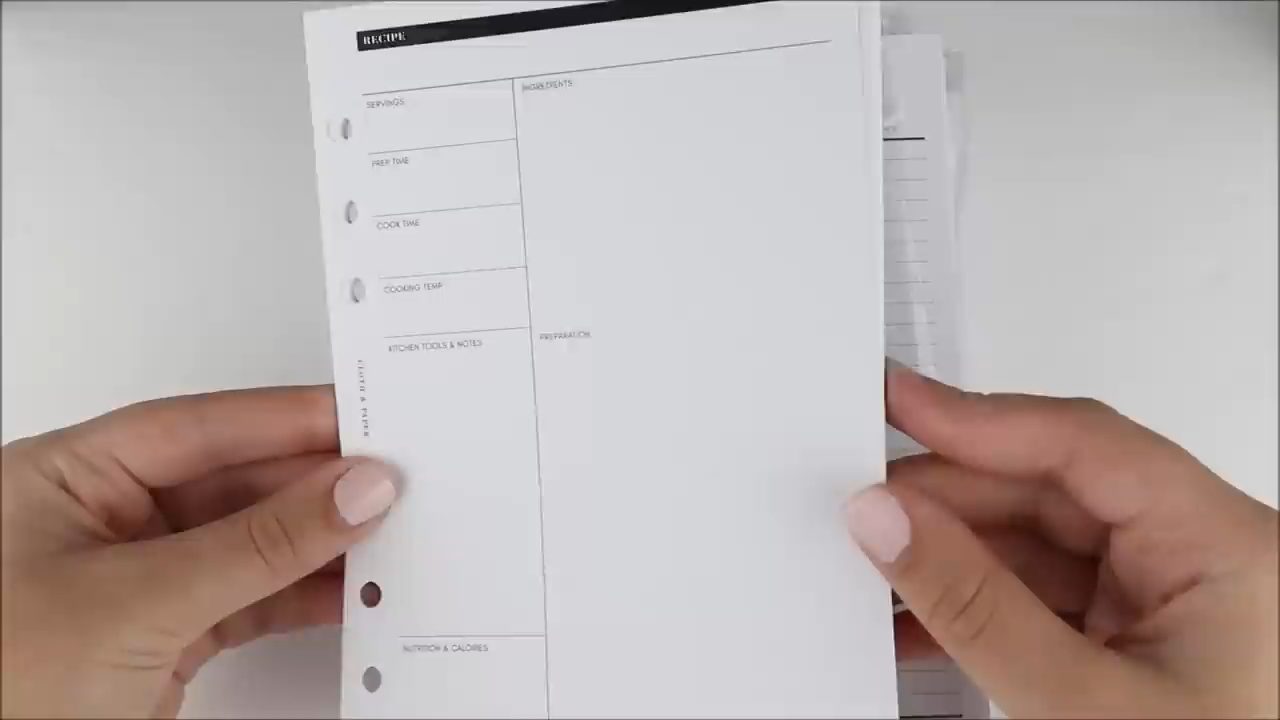 RECIPE
SERVINGS
INGREDIENTS
PREP TIME
COOK TIME
COOKING TEMP
KITCHEN TOOLS & NOTES
PREPARATION
CLOTH & PAPER
NUTRITION & CALORIES